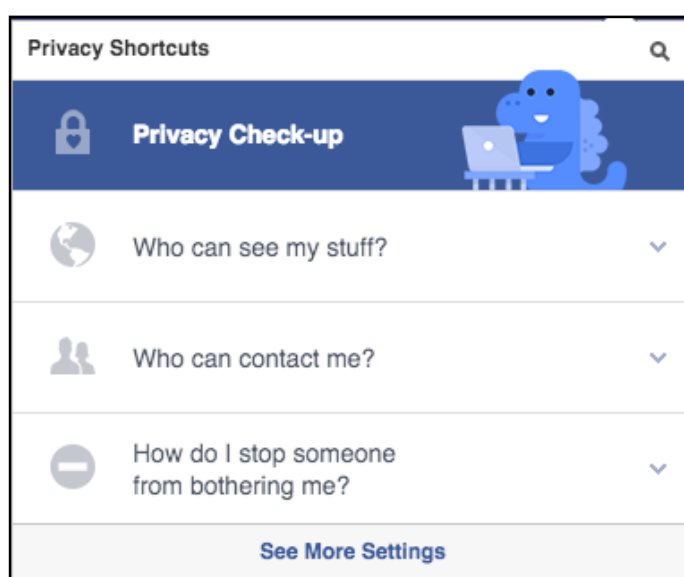 Privacy Shortcuts
Privacy Check-up
Who can see my stuff?
Who can contact me?
How do I stop someone
from bothering me?
See More Settings